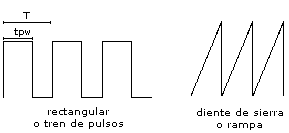 T
tpw
rectangular
o tren de pulsos
diente de sierra
o rampa